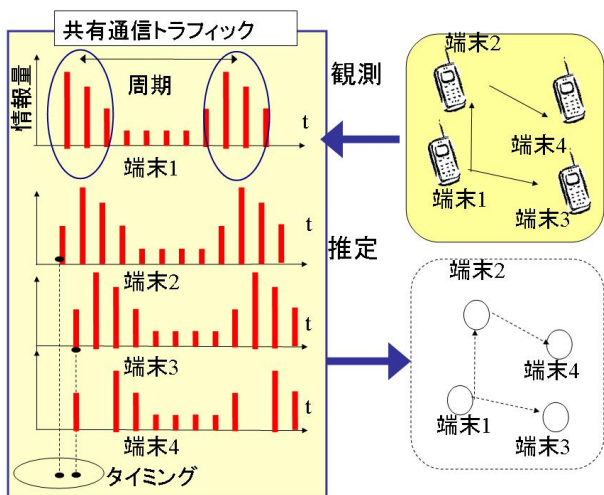 共有通信トラフィック
情報量
周期
t
端末1
t
端末2
t
端末3
t
端末4
タイミング
観測
推定
端末2
端末4
端末1
端末3
端末2
端末4
端末1
端末3